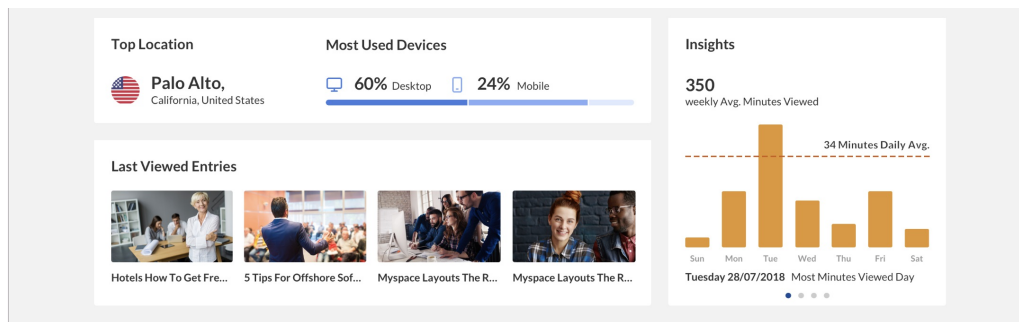 Top Location
Palo Alto,
California, United States
Most Used Devices
60% Desktop
24% Mobile
Last Viewed Entries
Hotels How To Get Fre...
5 Tips For Offshore Sof...
Myspace Layouts The R...
Myspace Layouts The R...
Insights
350
weekly Avg. Minutes Viewed
34 Minutes Daily Avg.
Sun Mon Tue Wed Thu Fri Sat
Tuesday 28/07/2018 Most Minutes Viewed Day